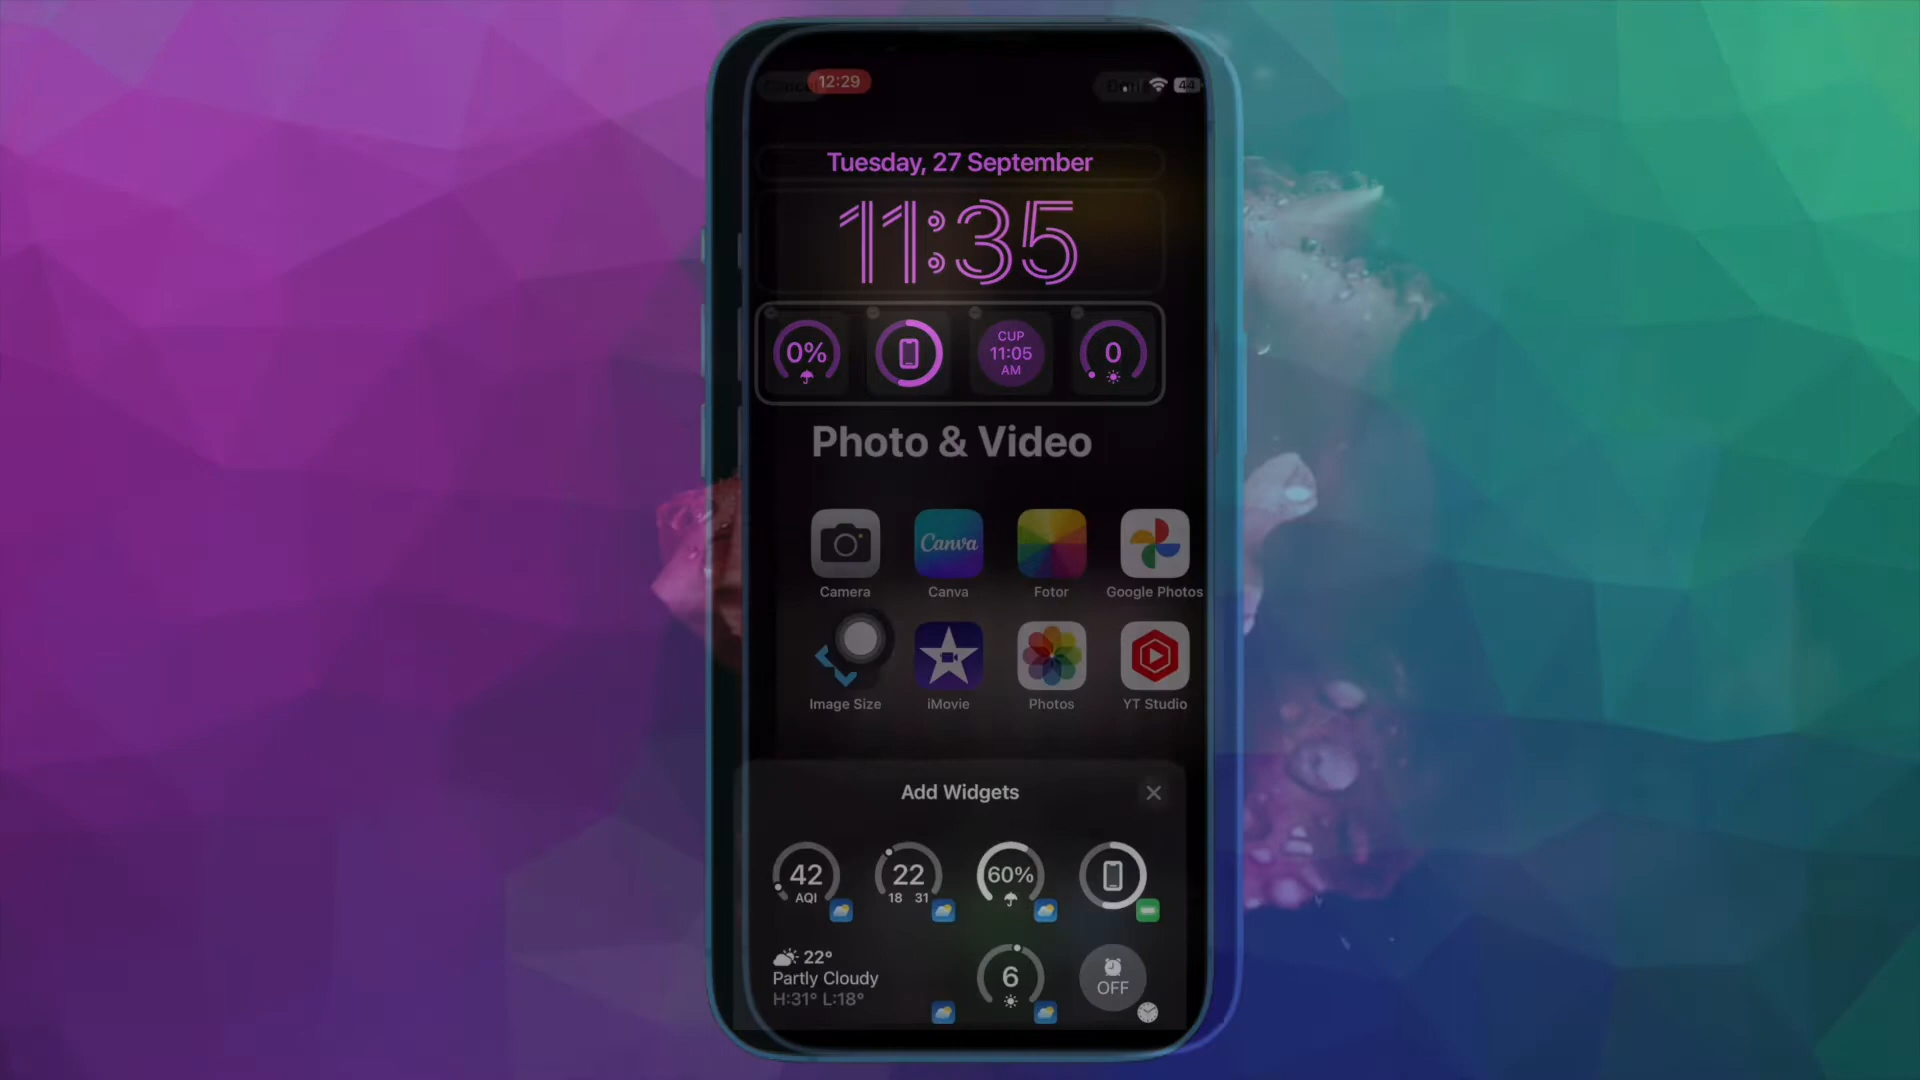 12:29
44
Tuesday, 27 September
11:35
0%
CUP
11:05
AM
0
Photo & Video
Canva
Camera
Canva
Fotor
Google Photos
Image Size
iMovie
Photos
YT Studio
Add Widgets
42
AQI
22
18 31
60%
22°
Partly Cloudy
H:31° L:18°
6
OFF